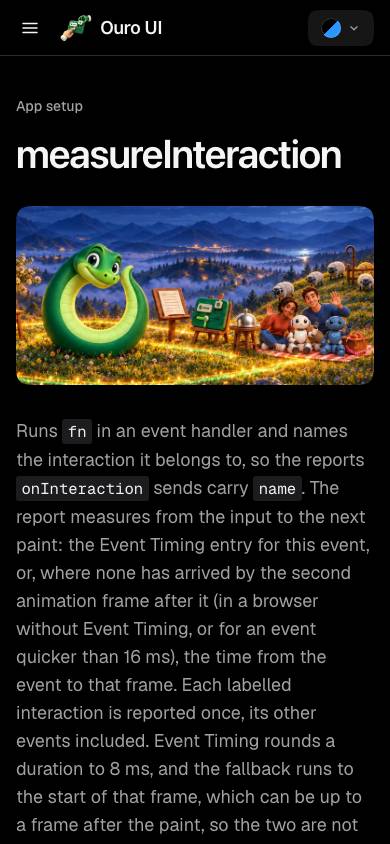 Ouro UI
App setup
measureInteraction
Runs fn in an event handler and names
the interaction it belongs to, so the reports
onInteraction sends carry name. The
report measures from the input to the next
paint: the Event Timing entry for this event,
or, where none has arrived by the second
animation frame after it (in a browser
without Event Timing, or for an event
quicker than 16 ms), the time from the
event to that frame. Each labelled
interaction is reported once, its other
events included. Event Timing rounds a
duration to 8 ms, and the fallback runs to
the start of that frame, which can be up to
a frame after the paint, so the two are not